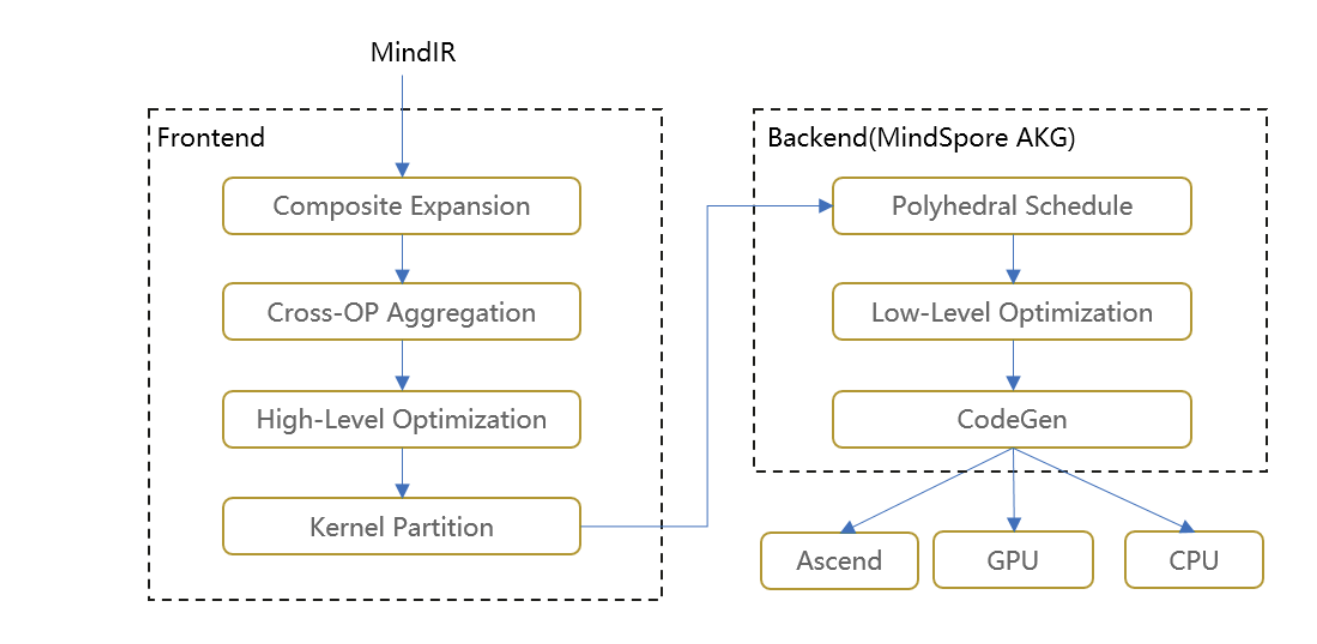 MindIR
Frontend
Composite Expansion
Cross-OP Aggregation
High-Level Optimization
Kernel Partition
Backend(MindSpore AKG)
Polyhedral Schedule
Low-Level Optimization
CodeGen
Ascend
GPU
CPU